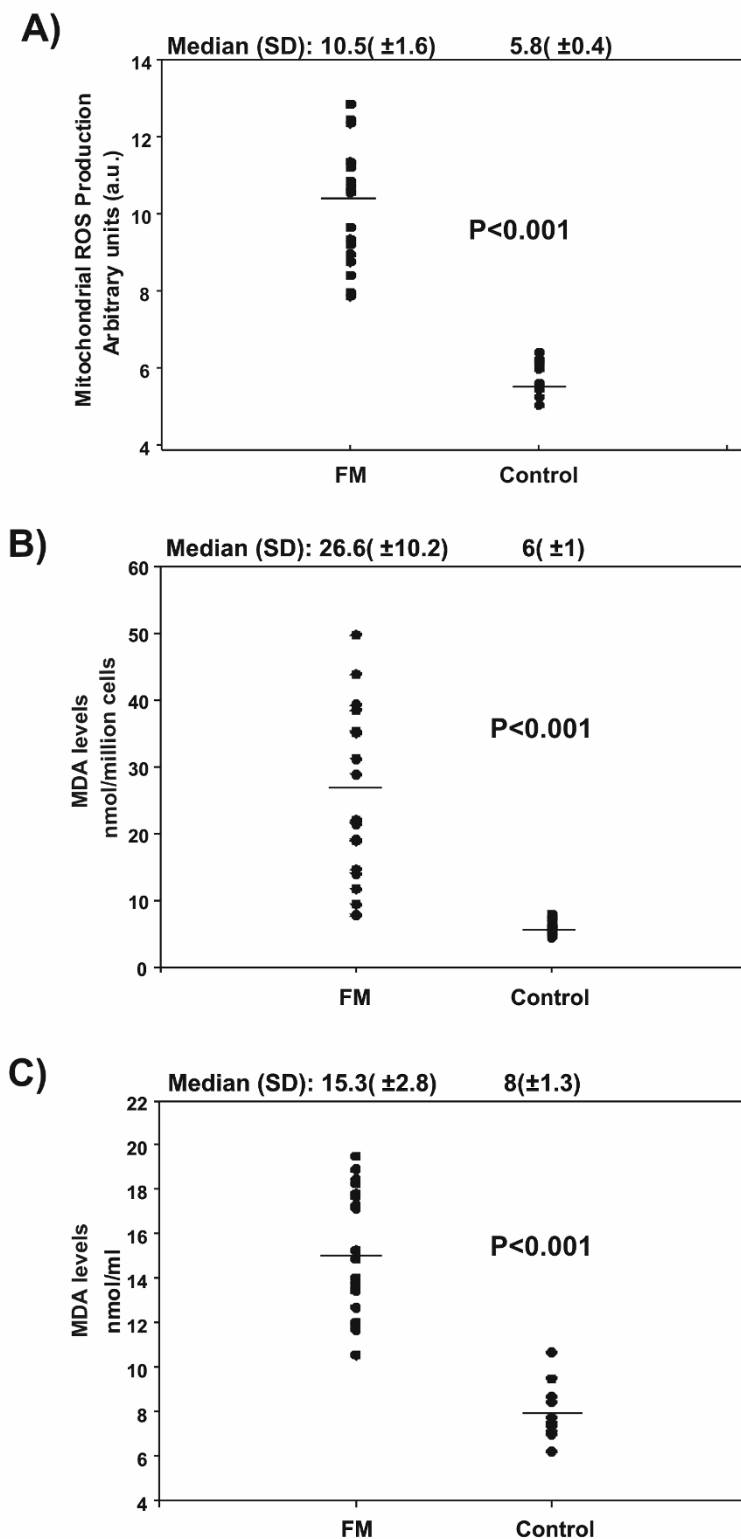 A)
Median (SD): 10.5( ±1.6) 5.8( ±0.4)
14
12
10
8
6
4
Mitochondrial ROS Production
Arbitrary units (a.u.)
P<0.001
FM Control
B)
Median (SD): 26.6( ±10.2) 6( ±1)
60
50
40
30
20
10
0
MDA levels
nmol/million cells
P<0.001
FM Control
C)
Median (SD): 15.3( ±2.8) 8(±1.3)
22
20
18
16
14
12
10
8
6
4
MDA levels
nmol/ml
P<0.001
FM Control